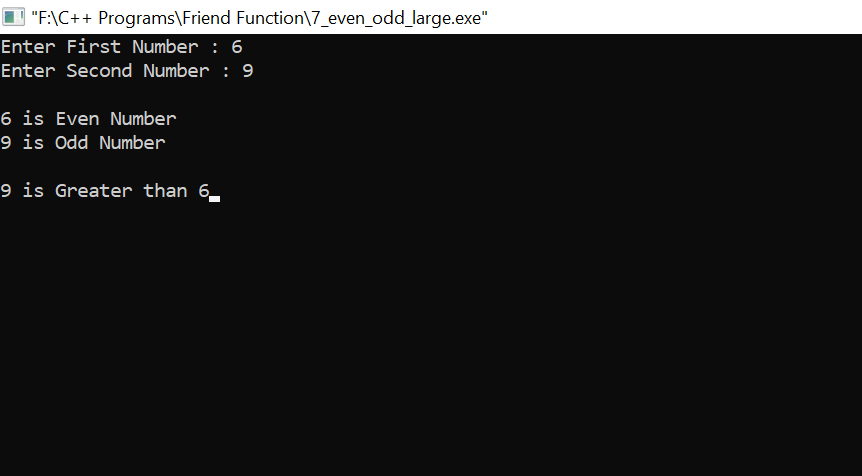 "F:\C++ Programs\Friend Function\7_even_odd_large.exe"
Enter First Number : 6
Enter Second Number : 9
6 is Even Number
9 is Odd Number
9 is Greater than 6